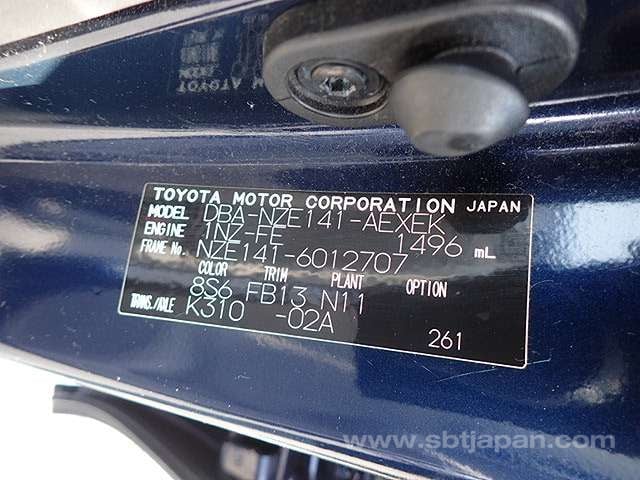 TOYOTA MOTOR CORPORATION JAPAN
MODEL DBA-NZE141-AEXEK
ENGINE 1NZ-FE 1496 mL
FRAME No. NZE141-6012707
COLOR TRIM PLANT OPTION
8S6 FB13 N11
TRANS./AXLE K310 -02A
261
www.sbtjapan.com